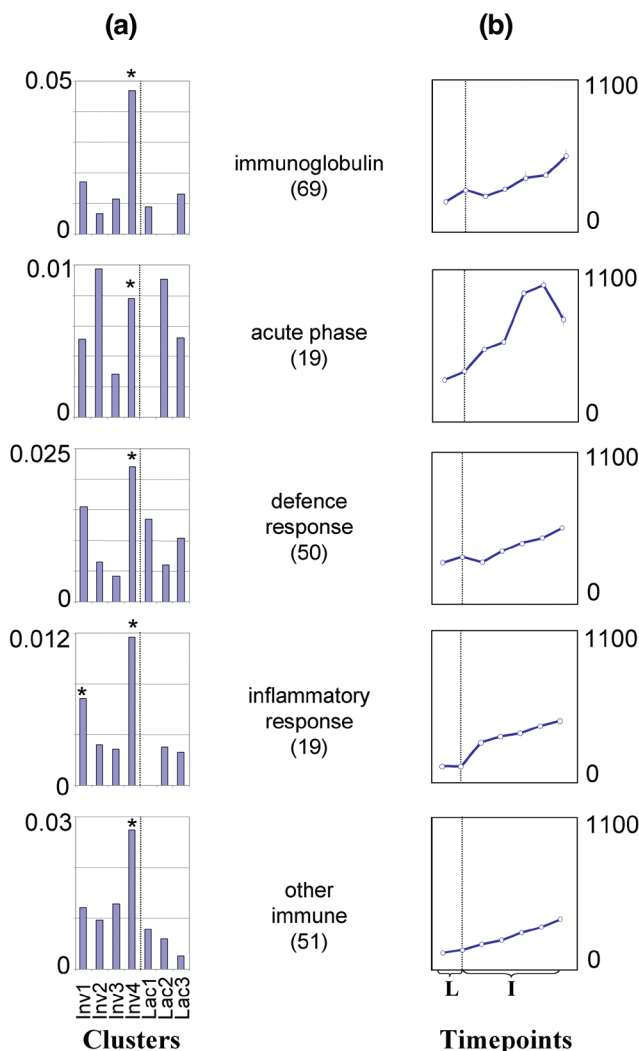 (a)
(b)
0.05
*
1100
immunoglobulin
(69)
0
0
0.01
*
1100
acute phase
(19)
0
0
0.025
*
1100
defence
response
(50)
0
0
0.012
*
*
1100
inflammatory
response
(19)
0
0
0.03
*
1100
other
immune
(51)
0
0
Inv1
Inv2
Inv3
Inv4
Lac1
Lac2
Lac3
L
I
Clusters
Timepoints